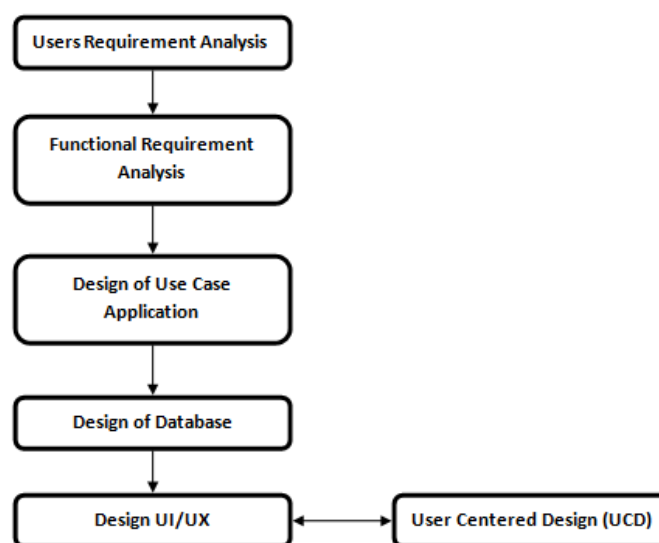 Users Requirement Analysis
Functional Requirement
Analysis
Design of Use Case
Application
Design of Database
Design UI/UX
User Centered Design (UCD)